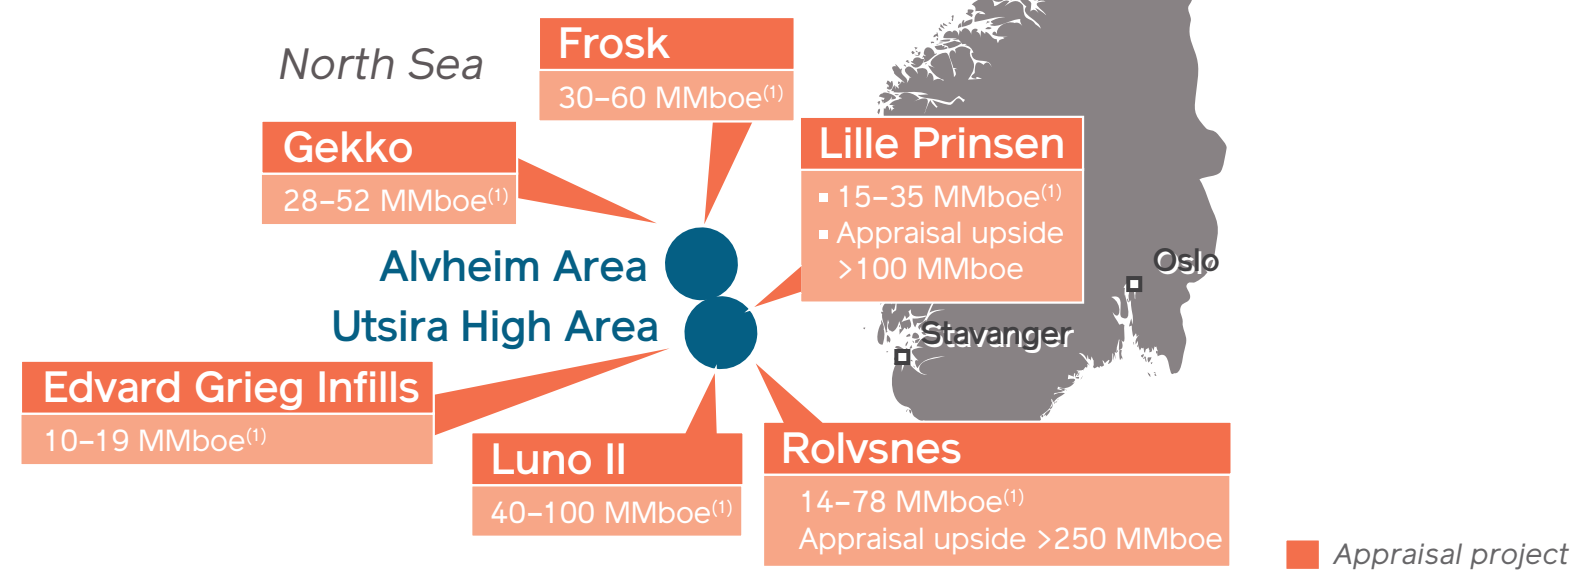 North Sea
Frosk
30–60 MMboe(1)
Gekko
28–52 MMboe(1)
Lille Prinsen
▪ 15–35 MMboe(1)
▪ Appraisal upside
>100 MMboe
Alvheim Area
Utsira High Area
Oslo
Stavanger
Edvard Grieg Infills
10–19 MMboe(1)
Luno II
40–100 MMboe(1)
Rolvsnes
14–78 MMboe(1)
Appraisal upside >250 MMboe
Appraisal project